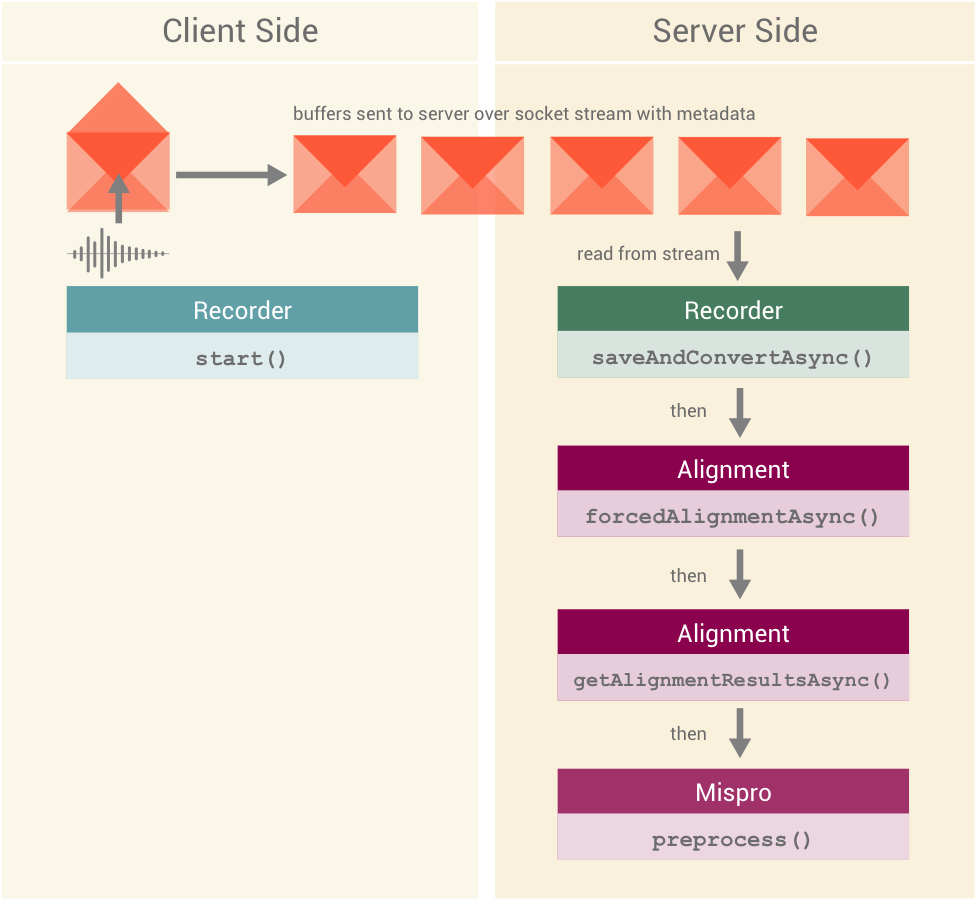 Client Side
Server Side
buffers sent to server over socket stream with metadata
read from stream
Recorder
start()
Recorder
saveAndConvertAsync()
then
Alignment
forcedAlignmentAsync()
then
Alignment
getAlignmentResultsAsync()
then
Mispro
preprocess()